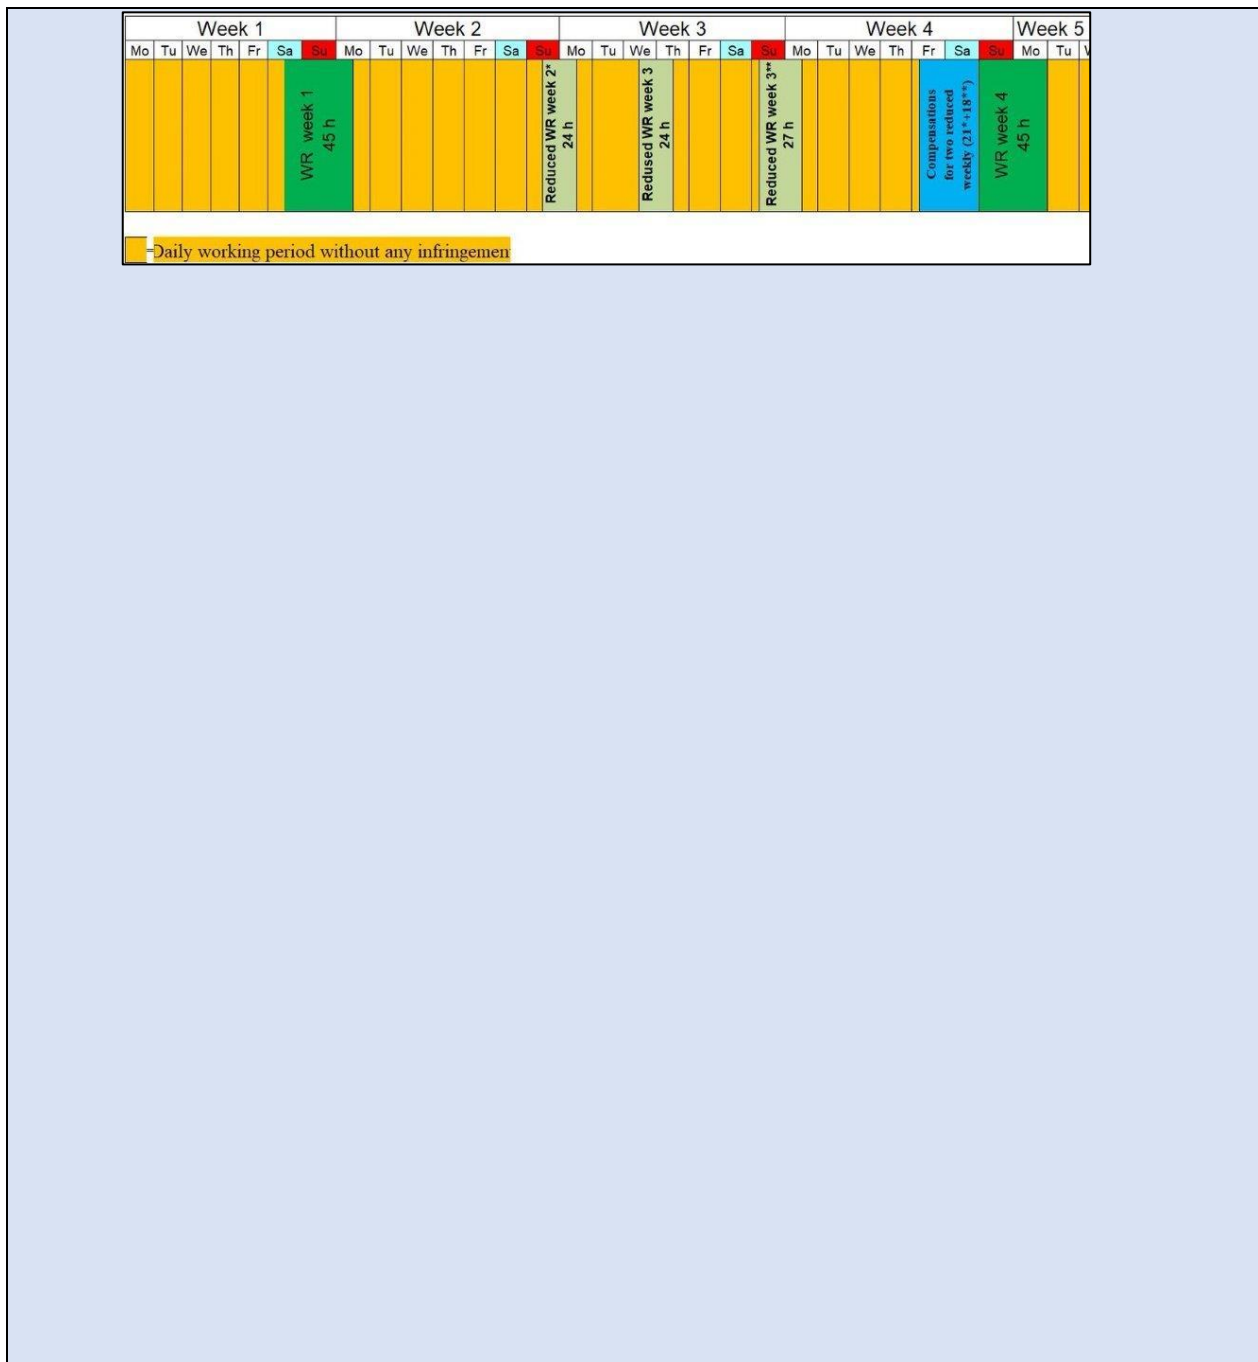 Week 1 Week 2 Week 3 Week 4 Week 5
Mo Tu We Th Fr Sa Su Mo Tu We Th Fr Sa Su Mo Tu We Th Fr Sa Su Mo Tu We Th Fr Sa Su Mo Tu
WR week 1
45 h
Reduced WR week 2*
24 h
Redused WR week 3
24 h
Reduced WR week 3**
27 h
Compensations
for two reduced
weekly (21*+18**)
WR week 4
45 h
=Daily working period without any infringemen